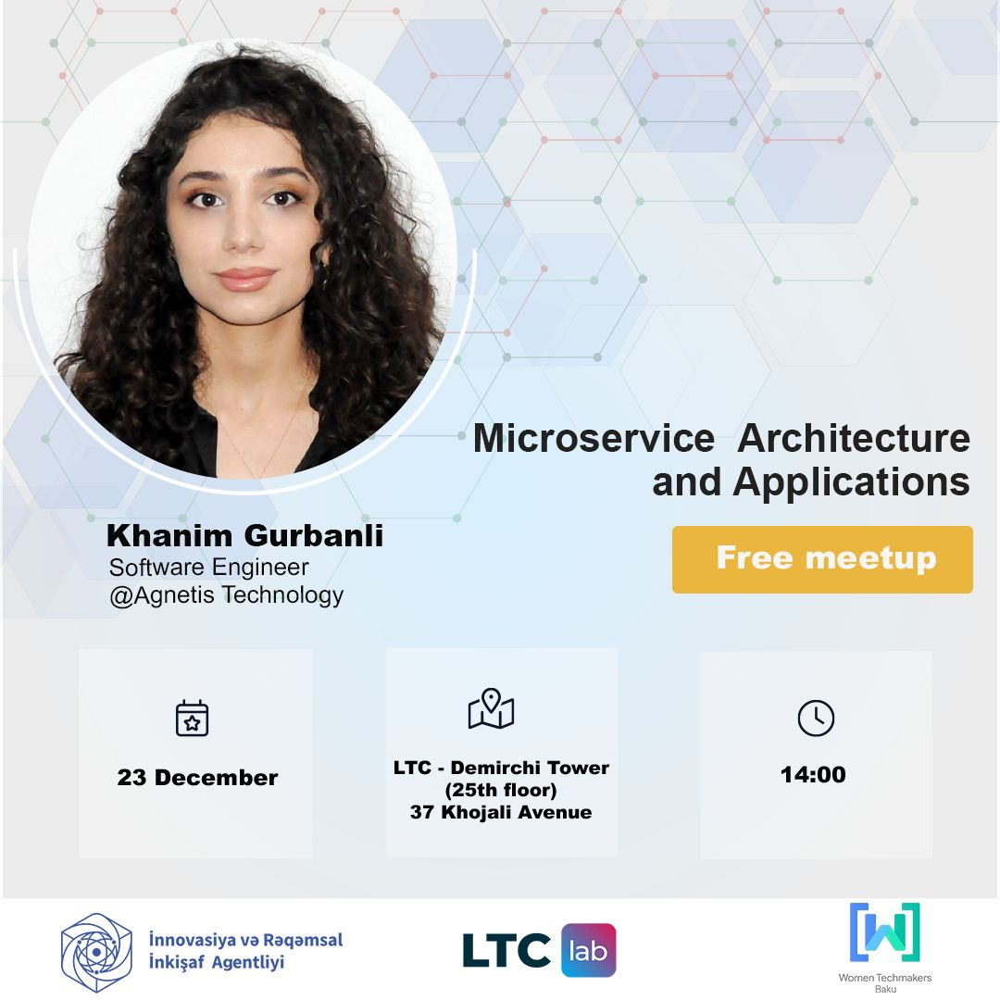 Microservice Architecture
and Applications
Khanim Gurbanli
Software Engineer
@Agnetis Technology
Free meetup
23 December
LTC - Demirchi Tower
(25th floor)
37 Khojali Avenue
14:00
İnnovasiya və Rəqəmsal
İnkişaf Agentliyi
LTC lab
Women Techmakers
Baku